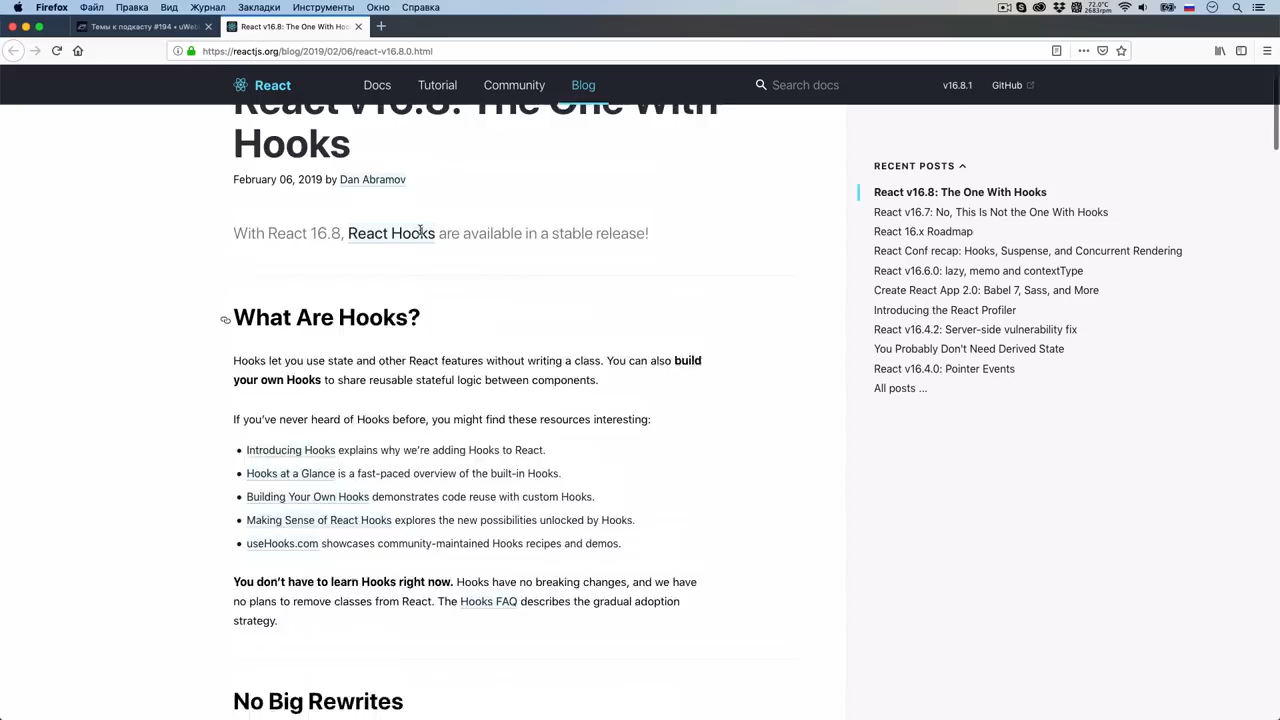 Firefox Файл Правка Вид Журнал Закладки Инструменты Окно Справка
72.0°C
2683rpm
Темы к подкасту #194 • uWeb
React v16.8: The One With Hoo
https://reactjs.org/blog/2019/02/06/react-v16.8.0.html
React Docs Tutorial Community Blog Search docs v16.8.1 GitHub
React v16.8: The One With
Hooks
February 06, 2019 by Dan Abramov
With React 16.8, React Hooks are available in a stable release!
What Are Hooks?
Hooks let you use state and other React features without writing a class. You can also build
your own Hooks to share reusable stateful logic between components.
If you’ve never heard of Hooks before, you might find these resources interesting:
• Introducing Hooks explains why we’re adding Hooks to React.
• Hooks at a Glance is a fast-paced overview of the built-in Hooks.
• Building Your Own Hooks demonstrates code reuse with custom Hooks.
• Making Sense of React Hooks explores the new possibilities unlocked by Hooks.
• useHooks.com showcases community-maintained Hooks recipes and demos.
You don’t have to learn Hooks right now. Hooks have no breaking changes, and we have
no plans to remove classes from React. The Hooks FAQ describes the gradual adoption
strategy.
No Big Rewrites
RECENT POSTS
React v16.8: The One With Hooks
React v16.7: No, This Is Not the One With Hooks
React 16.x Roadmap
React Conf recap: Hooks, Suspense, and Concurrent Rendering
React v16.6.0: lazy, memo and contextType
Create React App 2.0: Babel 7, Sass, and More
Introducing the React Profiler
React v16.4.2: Server-side vulnerability fix
You Probably Don't Need Derived State
React v16.4.0: Pointer Events
All posts ...